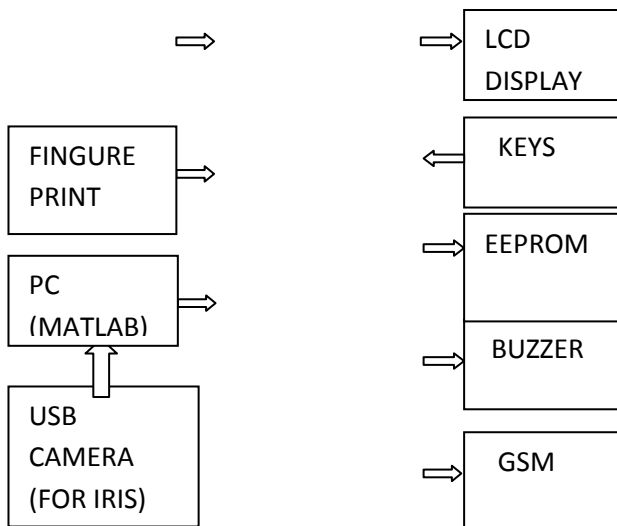 LCD
DISPLAY
FINGURE
PRINT
KEYS
EEPROM
PC
(MATLAB)
BUZZER
USB
CAMERA
(FOR IRIS)
GSM